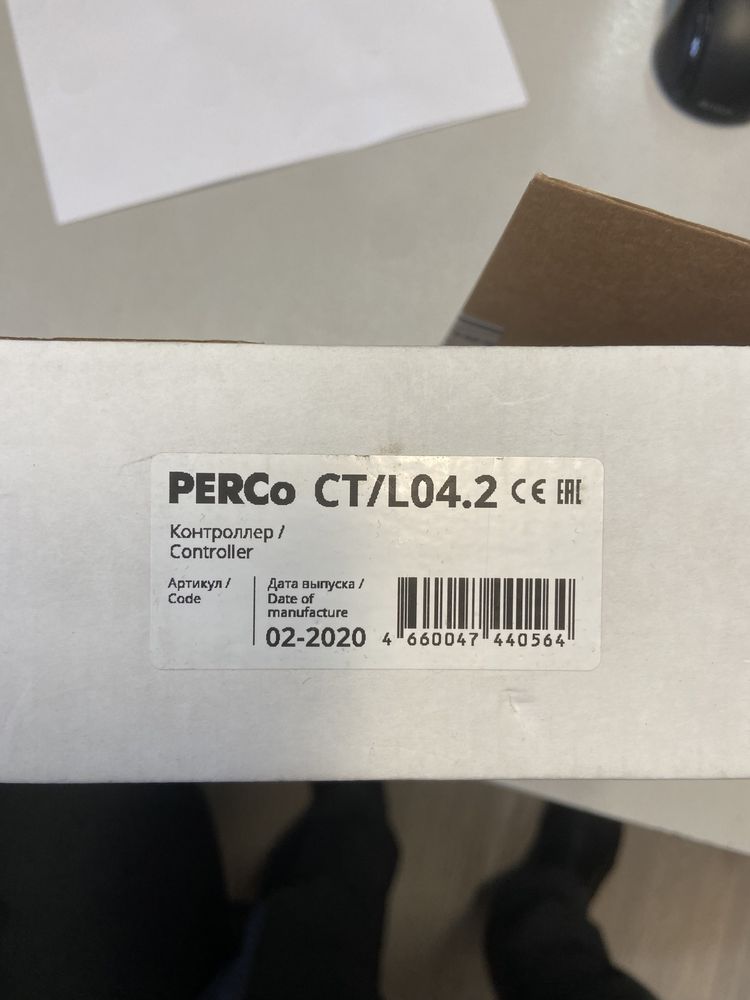 PERCo CT/L04.2 CE EAC
Контроллер /
Controller
Артикул /
Code
Дата выпуска /
Date of
manufacture
02-2020
4 660047 440564